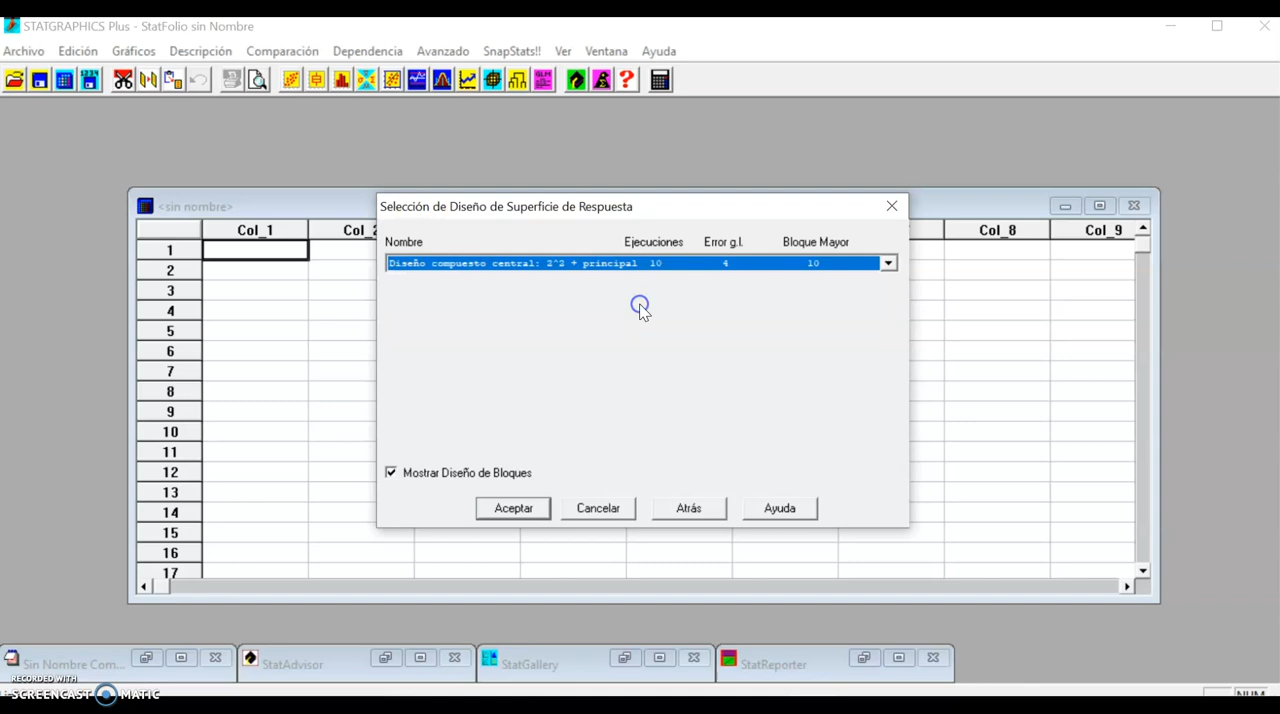 STATGRAPHICS Plus - StatFolio sin Nombre
Archivo Edición Gráficos Descripción Comparación Dependencia Avanzado SnapStats!! Ver Ventana Ayuda
<sin nombre>
Selección de Diseño de Superficie de Respuesta
Col_1 Col_2 Col_8 Col_9
Nombre Ejecuciones Error g.l. Bloque Mayor
Diseño compuesto central: 2^2 + principal 10 4 10
1
2
3
4
5
6
7
8
9
10
11
12
13
14
15
16
17
Mostrar Diseño de Bloques
Aceptar Cancelar Atrás Ayuda
Sin Nombre Com... StatAdvisor StatGallery StatReporter
RECORDED WITH
SCREENCAST MATIC
NUM